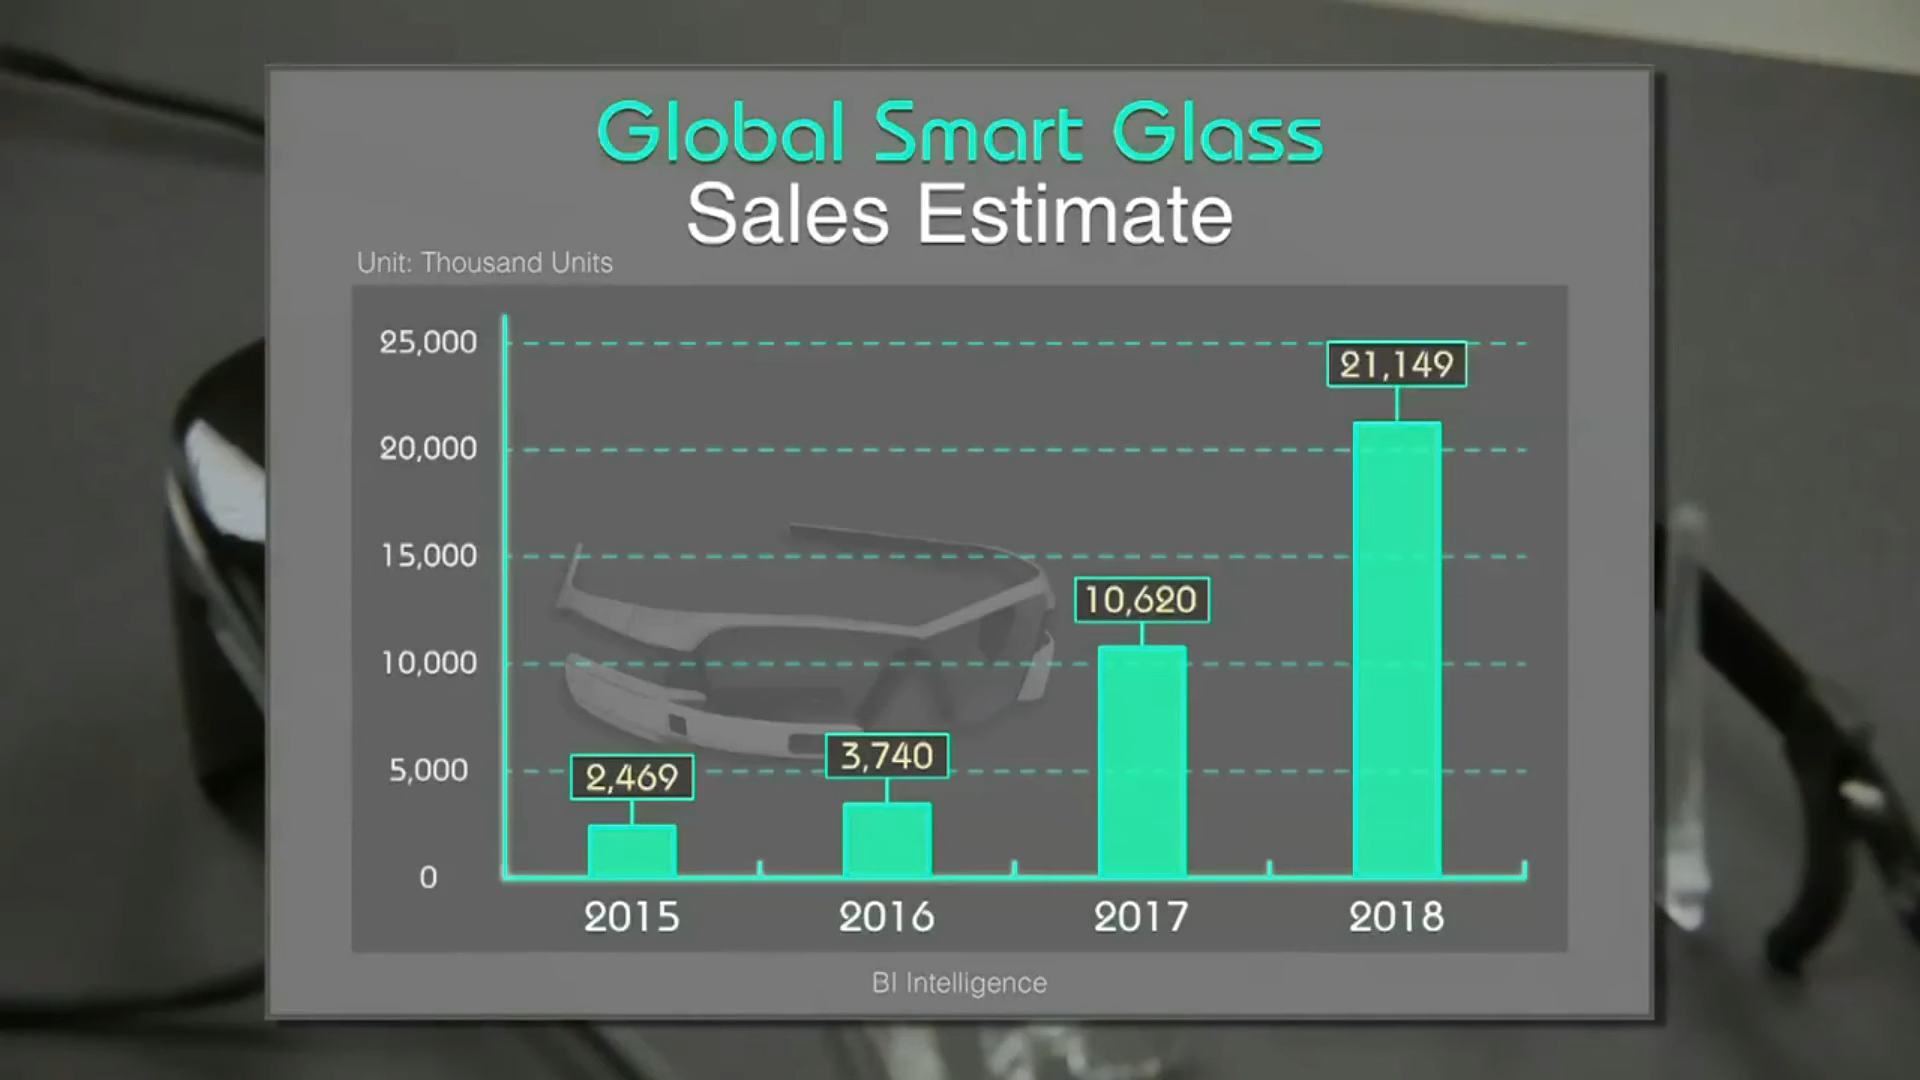 Global Smart Glass
Sales Estimate
Unit: Thousand Units
25,000
21,149
20,000
15,000
10,620
10,000
3,740
5,000
2,469
0
2015 2016 2017 2018
BI Intelligence